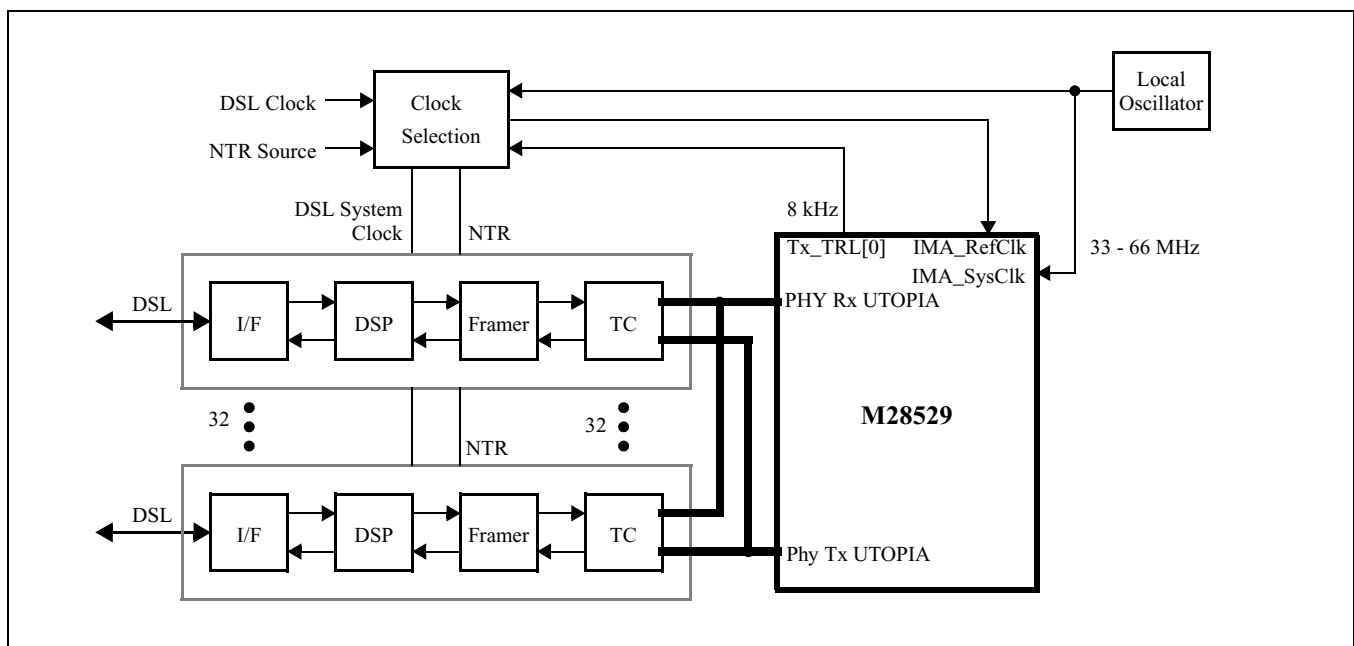 Local
Oscillator
DSL Clock
Clock
Selection
NTR Source
DSL System
Clock
NTR
8 kHz
Tx_TRL[0]
IMA_RefClk
33 - 66 MHz
IMA_SysClk
PHY Rx UTOPIA
DSL
I/F
DSP
Framer
TC
M28529
32
32
NTR
DSL
I/F
DSP
Framer
TC
Phy Tx UTOPIA